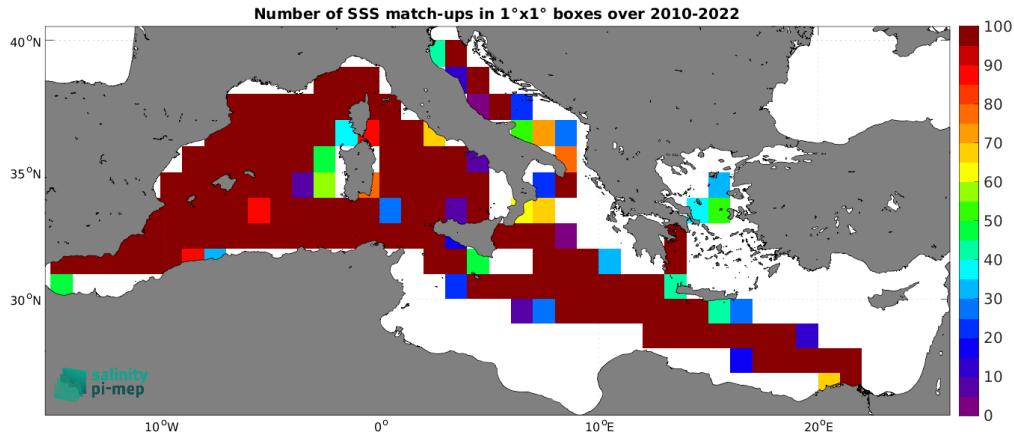 Number of SSS match-ups in 1°x1° boxes over 2010-2022
40°N
35°N
30°N
10°W
0°
10°E
20°E
100
90
80
70
60
50
40
30
20
10
0
salinity
pi-mep